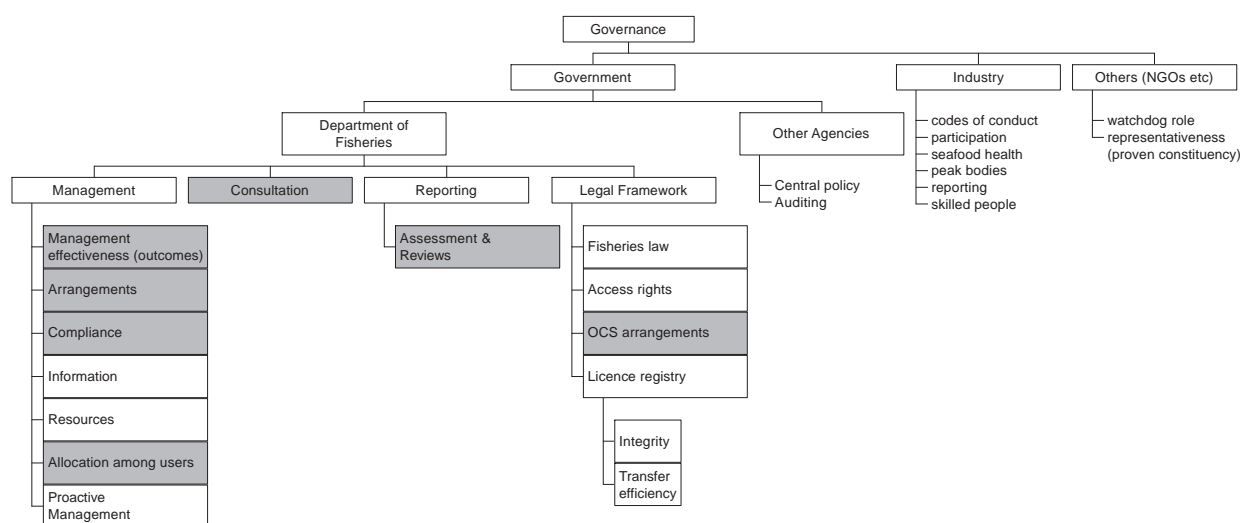 Governance
Government
Industry
Others (NGOs etc)
Department of
Fisheries
Other Agencies
codes of conduct
participation
seafood health
peak bodies
reporting
skilled people
watchdog role
representativeness
(proven constituency)
Central policy
Auditing
Management
Consultation
Reporting
Legal Framework
Management
effectiveness (outcomes)
Arrangements
Compliance
Information
Resources
Allocation among users
Proactive
Management
Assessment &
Reviews
Fisheries law
Access rights
OCS arrangements
Licence registry
Integrity
Transfer
efficiency